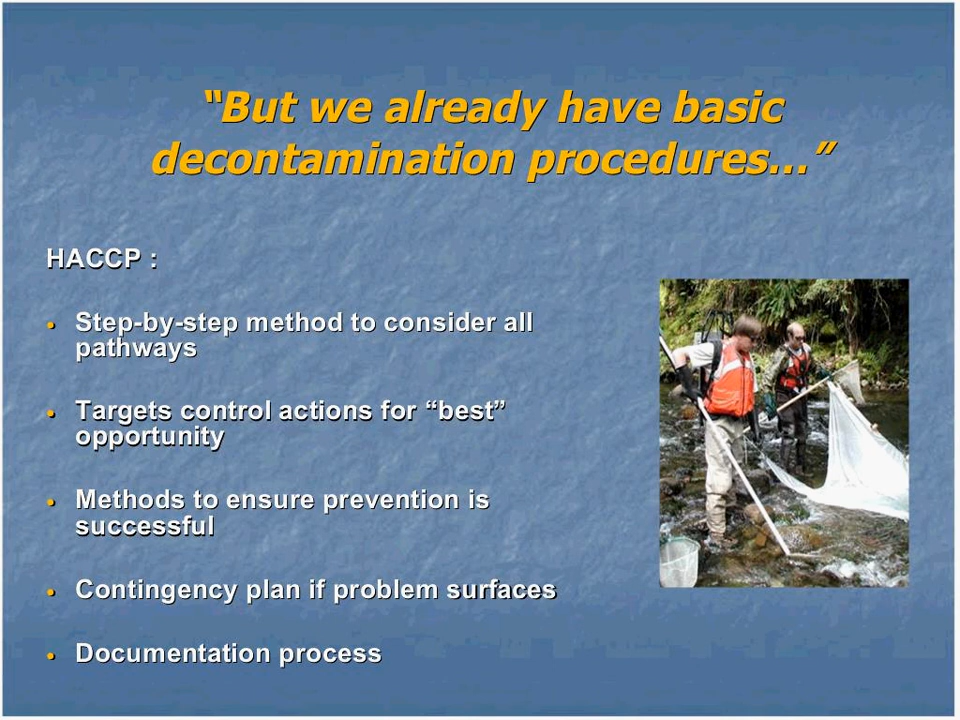 “But we already have basic
decontamination procedures...”
HACCP :
• Step-by-step method to consider all
pathways
• Targets control actions for “best”
opportunity
• Methods to ensure prevention is
successful
• Contingency plan if problem surfaces
• Documentation process